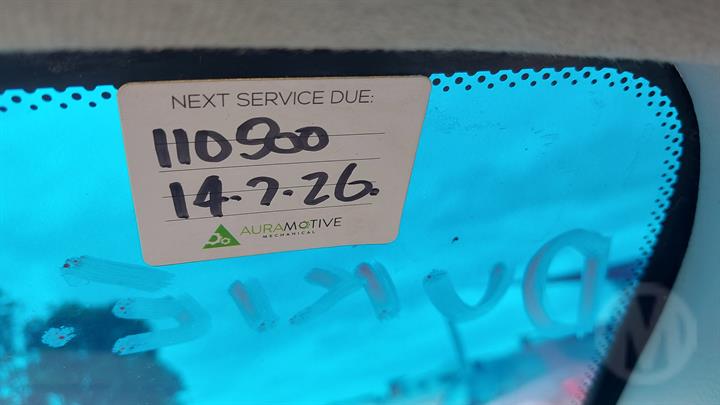 NEXT SERVICE DUE:
110900
14.7.26.
AURAMOTIVE
MECHANICAL
M